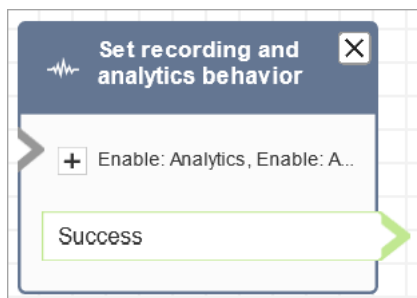 Set recording and
analytics behavior
Enable: Analytics, Enable: A...
Success